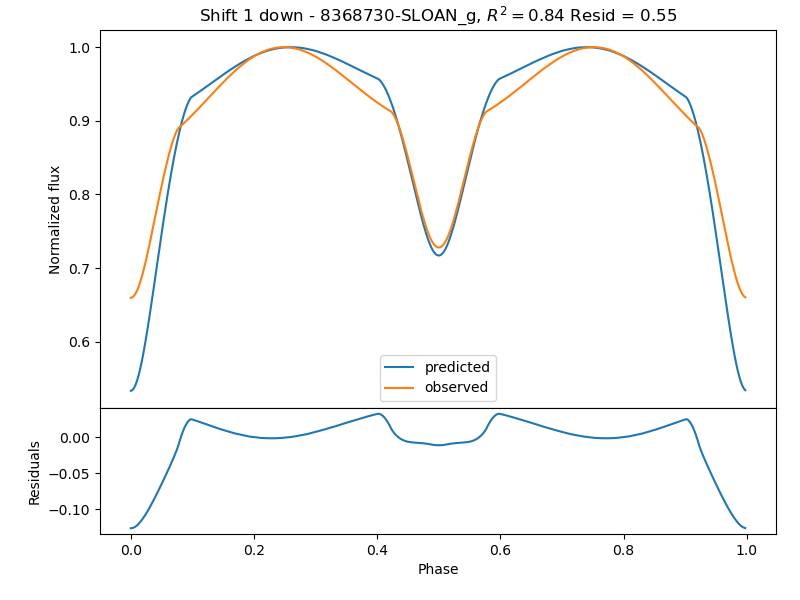 Shift 1 down - 8368730-SLOAN_g, R² = 0.84 Resid = 0.55
1.0
0.9
0.8
0.7
0.6
Normalized flux
predicted
observed
0.00
−0.05
−0.10
Residuals
0.0 0.2 0.4 0.6 0.8 1.0
Phase